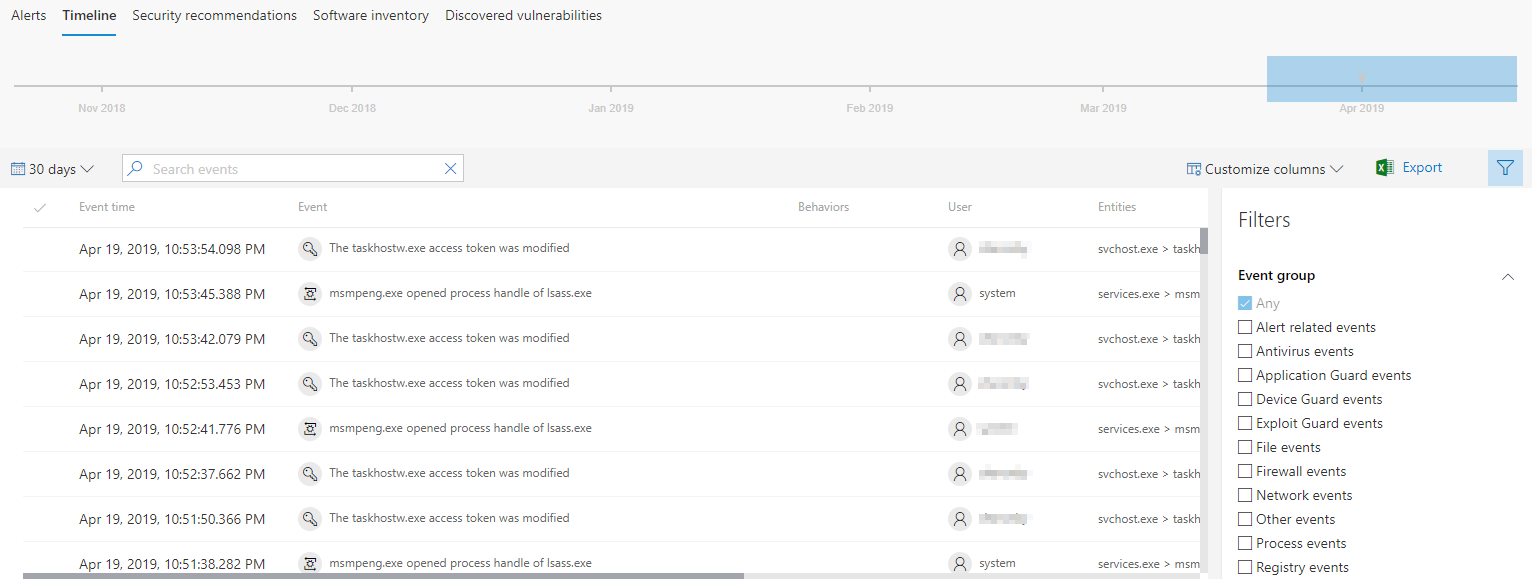 Alerts Timeline Security recommendations Software inventory Discovered vulnerabilities
Nov 2018 Dec 2018 Jan 2019 Feb 2019 Mar 2019 Apr 2019
30 days Search events Customize columns Export
Event time Event Behaviors User Entities
Filters
Apr 19, 2019, 10:53:54.098 PM The taskhostw.exe access token was modified svchost.exe > taskh
Event group
Apr 19, 2019, 10:53:45.388 PM msmpeng.exe opened process handle of lsass.exe system services.exe > msm
Any
Alert related events
Apr 19, 2019, 10:53:42.079 PM The taskhostw.exe access token was modified svchost.exe > taskh
Antivirus events
Application Guard events
Apr 19, 2019, 10:52:53.453 PM The taskhostw.exe access token was modified svchost.exe > taskh
Device Guard events
Exploit Guard events
Apr 19, 2019, 10:52:41.776 PM msmpeng.exe opened process handle of lsass.exe services.exe > msm
File events
Firewall events
Apr 19, 2019, 10:52:37.662 PM The taskhostw.exe access token was modified svchost.exe > taskh
Network events
Other events
Apr 19, 2019, 10:51:50.366 PM The taskhostw.exe access token was modified svchost.exe > taskh
Process events
Apr 19, 2019, 10:51:38.282 PM msmpeng.exe opened process handle of lsass.exe system services.exe > msm
Registry events